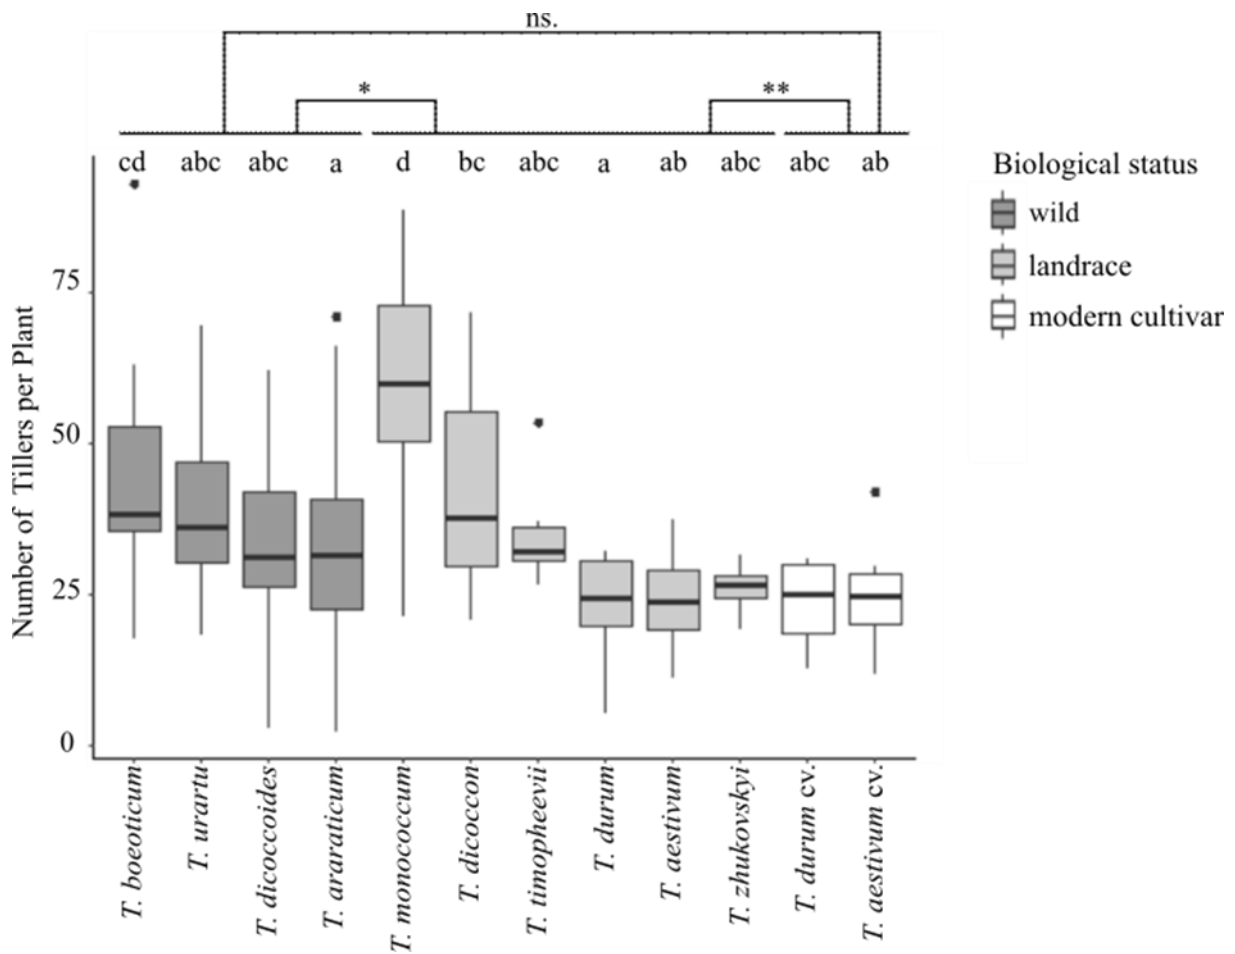 ns.
* **
cd abc abc a d bc abc a ab abc abc ab
Biological status
wild
landrace
modern cultivar
Number of Tillers per Plant
75
50
25
0
T. boeoticum
T. urartu
T. dicoccoides
T. araraticum
T. monococcum
T. dicoccon
T. timopheevii
T. durum
T. aestivum
T. zhukovskyi
T. durum cv.
T. aestivum cv.